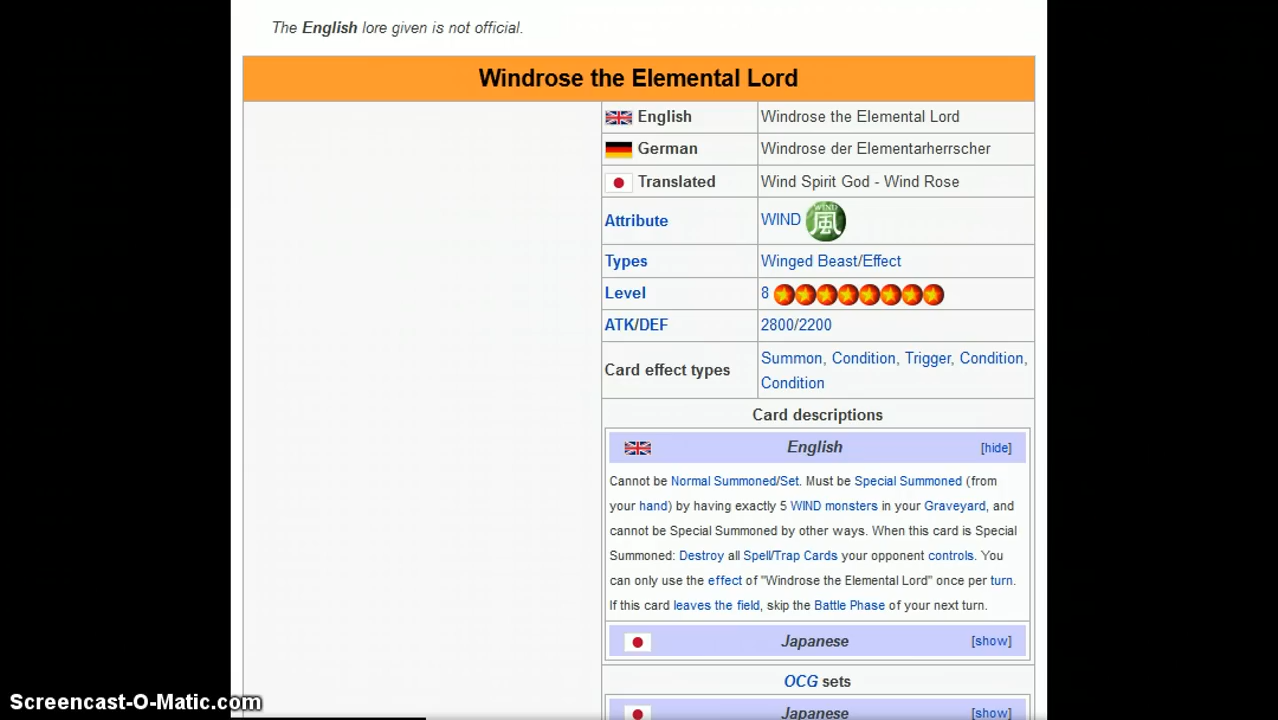 The English lore given is not official.
Windrose the Elemental Lord
English Windrose the Elemental Lord
German Windrose der Elementarherrscher
Translated Wind Spirit God - Wind Rose
Attribute WIND WIND 風
Types Winged Beast/Effect
Level 8
ATK/DEF 2800/2200
Card effect types Summon, Condition, Trigger, Condition,
Condition
Card descriptions
English [hide]
Cannot be Normal Summoned/Set. Must be Special Summoned (from
your hand) by having exactly 5 WIND monsters in your Graveyard, and
cannot be Special Summoned by other ways. When this card is Special
Summoned: Destroy all Spell/Trap Cards your opponent controls. You
can only use the effect of "Windrose the Elemental Lord" once per turn.
If this card leaves the field, skip the Battle Phase of your next turn.
Japanese [show]
OCG sets
Japanese [show]
Screencast-O-Matic.com